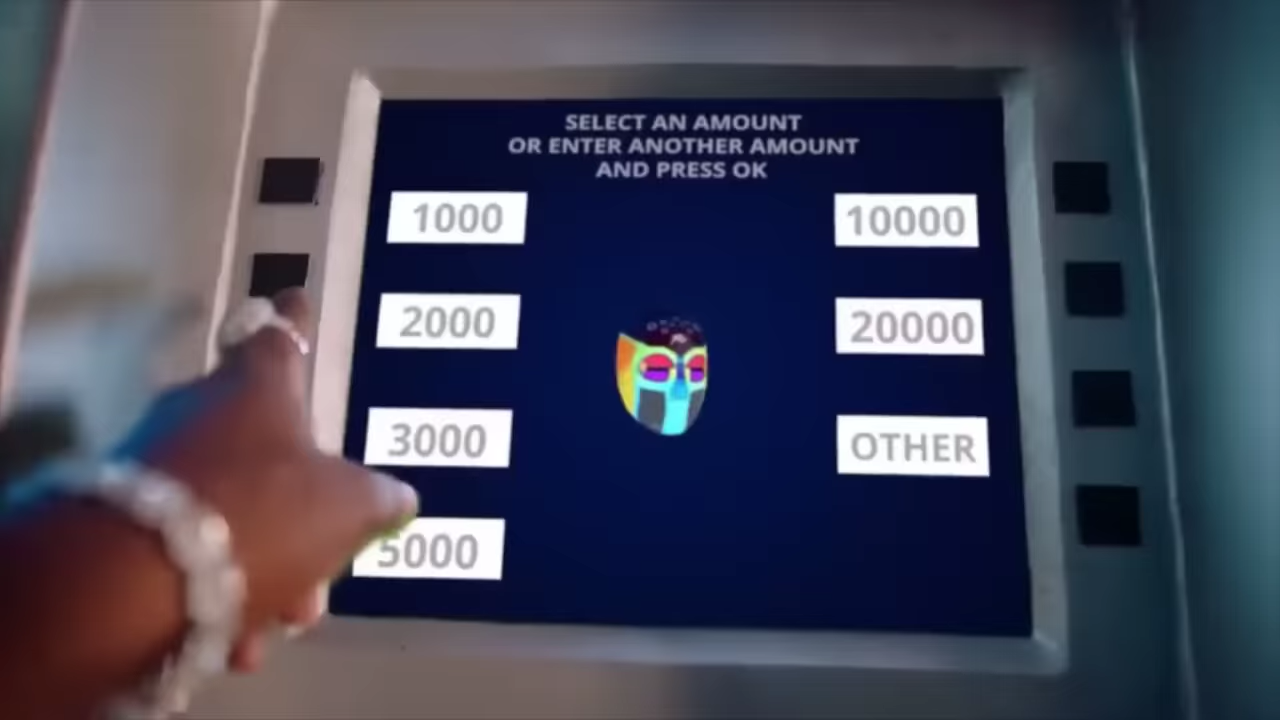 SELECT AN AMOUNT
OR ENTER ANOTHER AMOUNT
AND PRESS OK
1000
10000
2000
20000
3000
OTHER
5000